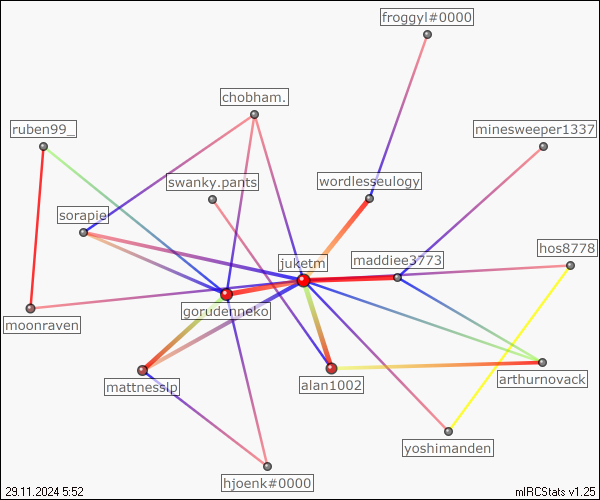 froggyl#0000
chobham.
ruben99_
minesweeper1337
swanky.pants
wordlesseulogy
sorapie
hos8778
juketm
maddiee3773
gorudenneko
moonraven
mattnesslp
alan1002
arthurnovack
yoshimanden
hjoenk#0000
29.11.2024 5:52
mIRCStats v1.25